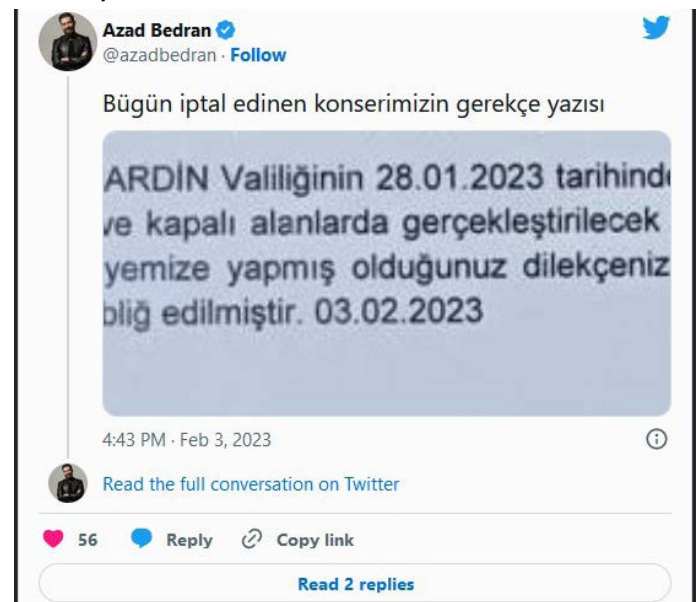 Azad Bedran
@azadbedran · Follow
Bügün iptal edinen konserimizin gerekçe yazısı
ARDİN Valiliğinin 28.01.2023 tarihinde
ve kapalı alanlarda gerçekleştirilecek
yemize yapmış olduğunuz dilekçeniz
bliğ edilmiştir. 03.02.2023
4:43 PM · Feb 3, 2023
Read the full conversation on Twitter
56 Reply Copy link
Read 2 replies